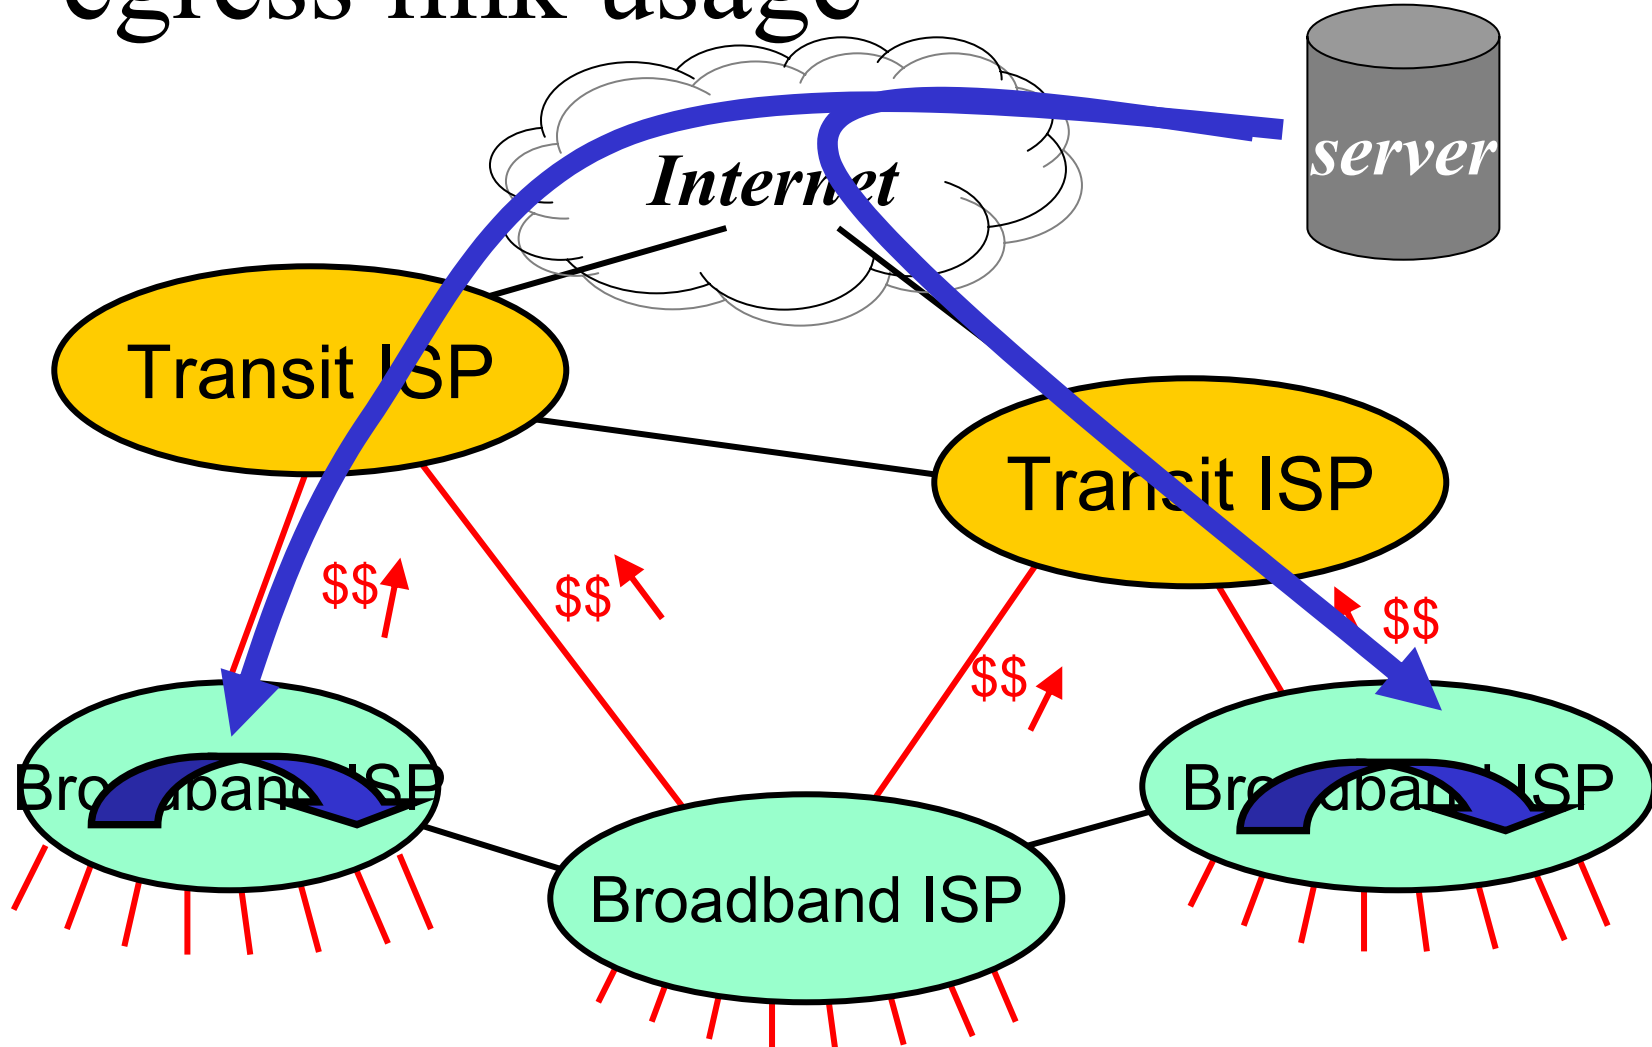 egress link usage
server
Internet
Transit ISP
Transit ISP
$$
$$
$$
$$
Broadband ISP
Broadband ISP
Broadband ISP